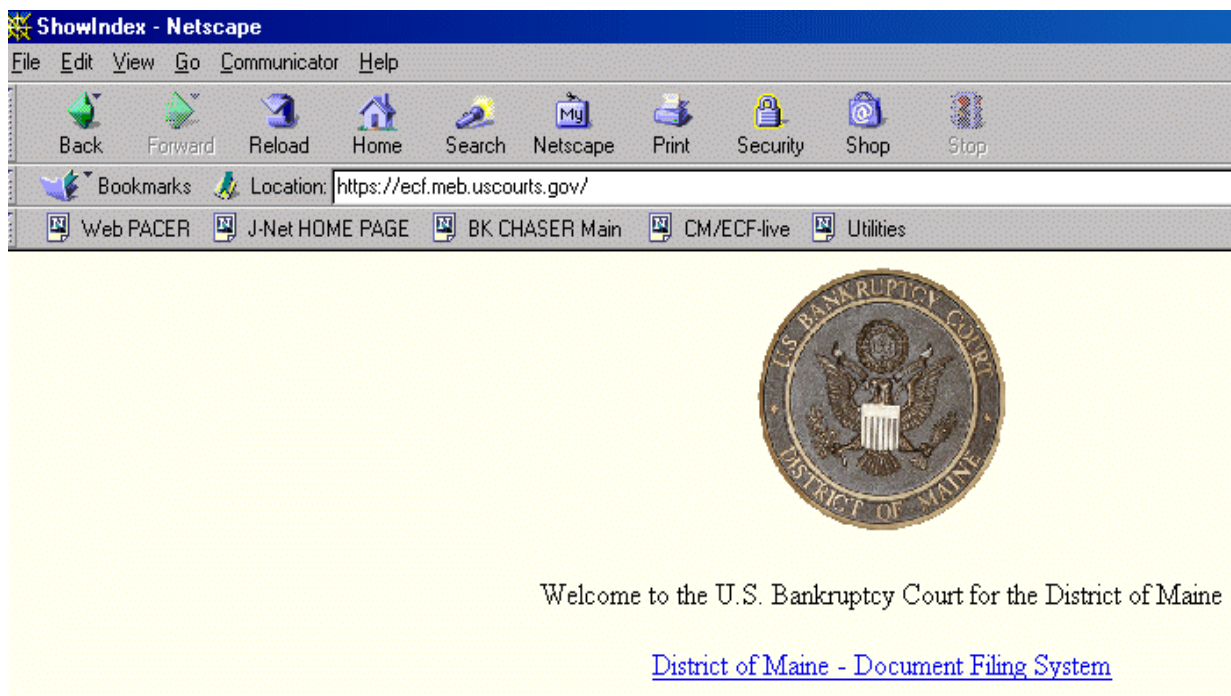 ShowIndex - Netscape
File Edit View Go Communicator Help
Back Forward Reload Home Search Netscape Print Security Shop Stop
Bookmarks Location: https://ecf.meb.uscourts.gov/
Web PACER J-Net HOME PAGE BK CHASER Main CM/ECF-live Utilities
U.S. BANKRUPTCY COURT
DISTRICT OF MAINE
Welcome to the U.S. Bankruptcy Court for the District of Maine
District of Maine - Document Filing System